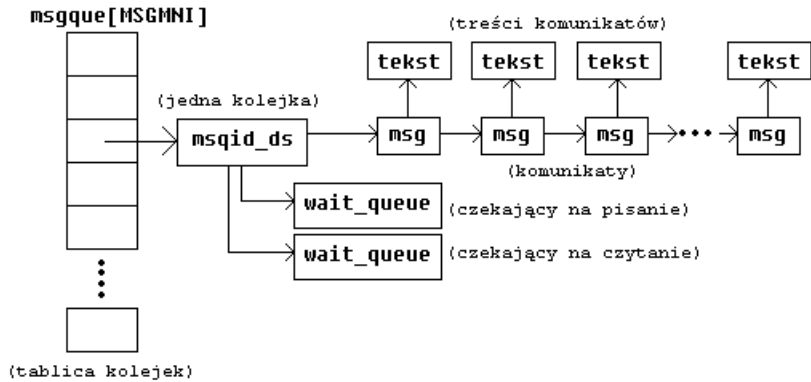 msgque[MSGMNI]
(treści komunikatów)
tekst tekst tekst tekst
(jedna kolejka)
msqid_ds msg msg msg msg
(komunikaty)
wait_queue (czekający na pisanie)
wait_queue (czekający na czytanie)
(tablica kolejek)